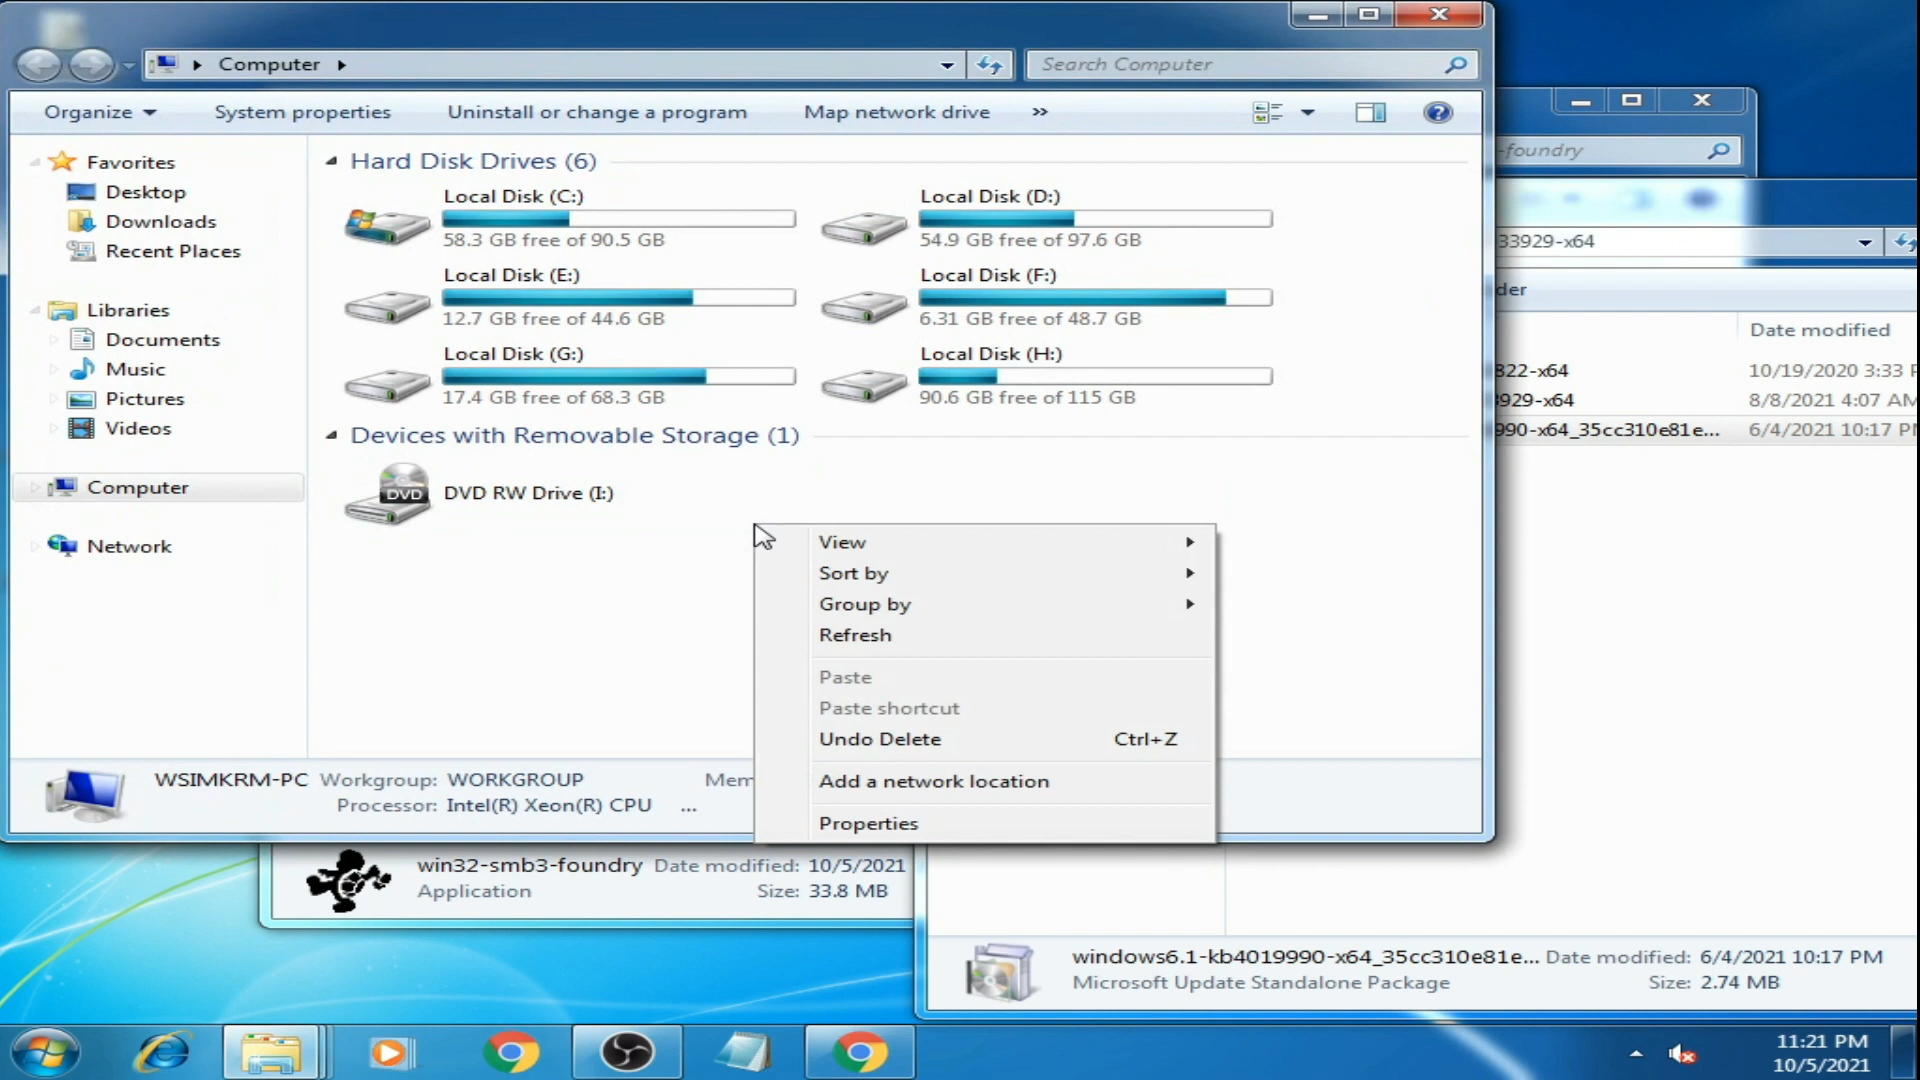 Computer
Search Computer
Organize
System properties
Uninstall or change a program
Map network drive
»
-foundry
Favorites
Desktop
Downloads
Recent Places
Libraries
Documents
Music
Pictures
Videos
Computer
Network
Hard Disk Drives (6)
Local Disk (C:)
58.3 GB free of 90.5 GB
Local Disk (D:)
54.9 GB free of 97.6 GB
Local Disk (E:)
12.7 GB free of 44.6 GB
Local Disk (F:)
6.31 GB free of 48.7 GB
Local Disk (G:)
17.4 GB free of 68.3 GB
Local Disk (H:)
90.6 GB free of 115 GB
Devices with Removable Storage (1)
DVD
DVD RW Drive (I:)
View
Sort by
Group by
Refresh
Paste
Paste shortcut
Undo Delete Ctrl+Z
Add a network location
Properties
WSIMKRM-PC Workgroup: WORKGROUP Mem
Processor: Intel(R) Xeon(R) CPU ...
33929-x64
der
Date modified
822-x64 10/19/2020 3:33 P
929-x64 8/8/2021 4:07 AM
990-x64_35cc310e81e... 6/4/2021 10:17 PM
win32-smb3-foundry Date modified: 10/5/2021
Application Size: 33.8 MB
windows6.1-kb4019990-x64_35cc310e81e... Date modified: 6/4/2021 10:17 PM
Microsoft Update Standalone Package Size: 2.74 MB
11:21 PM
10/5/2021